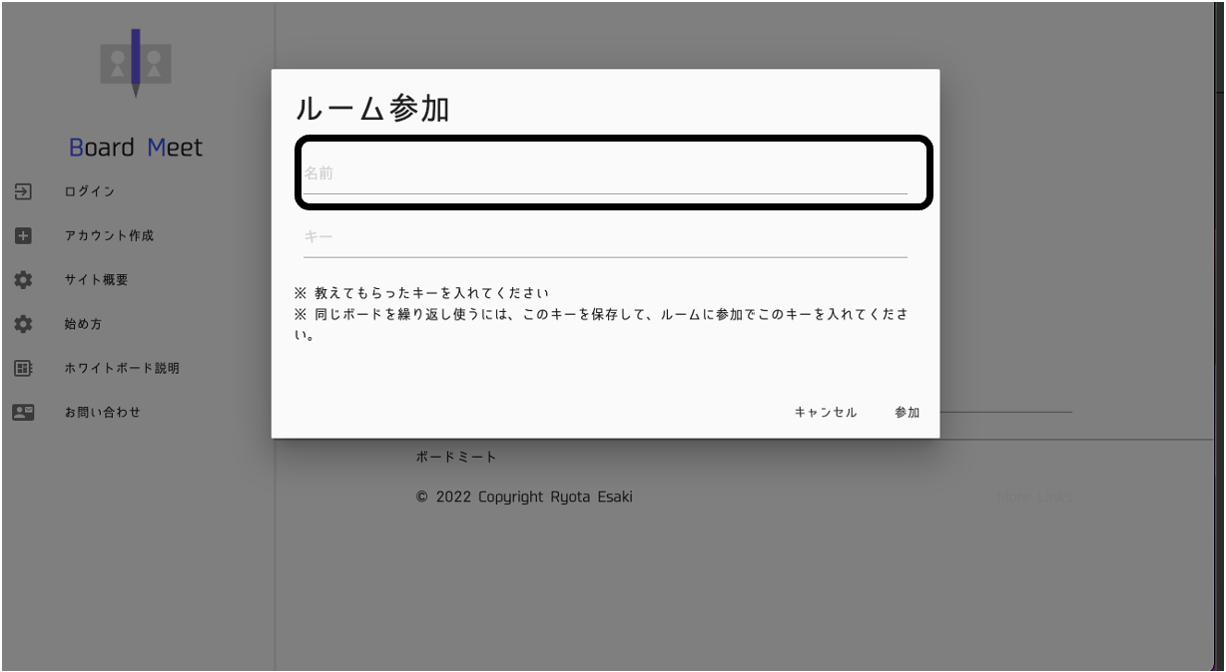 Board Meet
ログイン
アカウント作成
サイト概要
始め方
ホワイトボード説明
お問い合わせ
ルーム参加
名前
キー
※ 教えてもらったキーを入れてください
※ 同じボードを繰り返し使うには、このキーを保存して、ルームに参加でこのキーを入れてくださ
い。
キャンセル 参加
ボードミート
© 2022 Copyright Ryota Esaki
More Links